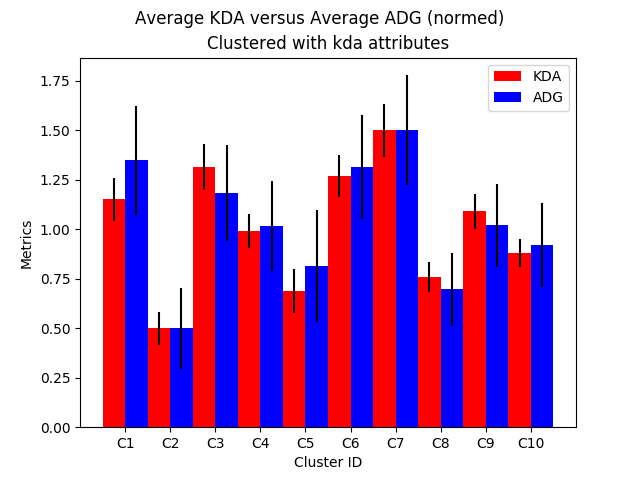 Average KDA versus Average ADG (normed)
Clustered with kda attributes
KDA
ADG
Metrics
1.75
1.50
1.25
1.00
0.75
0.50
0.25
0.00
C1 C2 C3 C4 C5 C6 C7 C8 C9 C10
Cluster ID